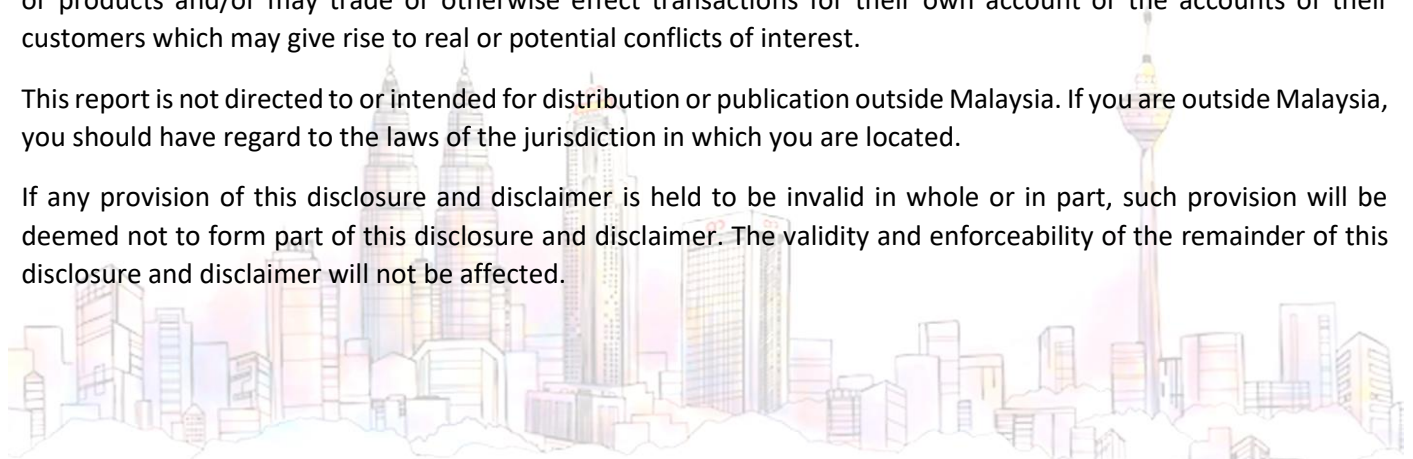 of products and/or may trade or otherwise effect transactions for their own account or the accounts of their
customers which may give rise to real or potential conflicts of interest.
This report is not directed to or intended for distribution or publication outside Malaysia. If you are outside Malaysia,
you should have regard to the laws of the jurisdiction in which you are located.
If any provision of this disclosure and disclaimer is held to be invalid in whole or in part, such provision will be
deemed not to form part of this disclosure and disclaimer. The validity and enforceability of the remainder of this
disclosure and disclaimer will not be affected.